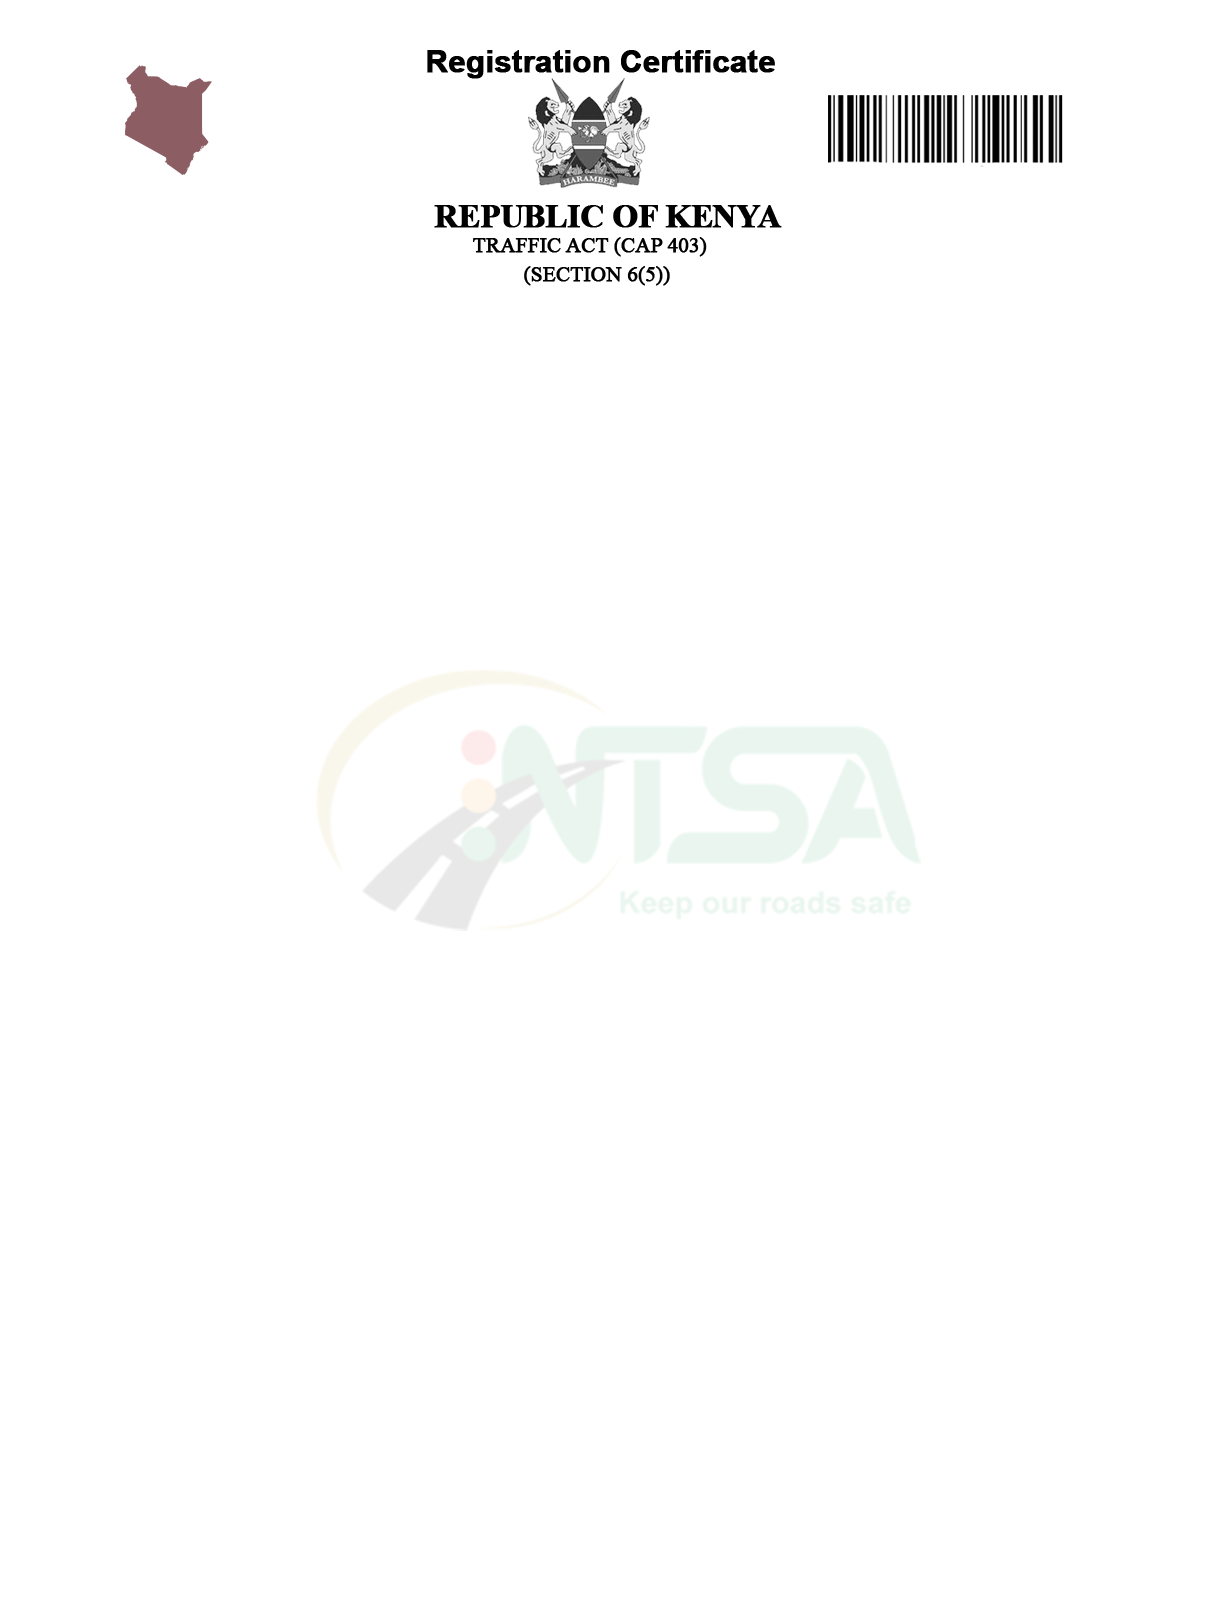 Registration Certificate
HARAMBEE
REPUBLIC OF KENYA
TRAFFIC ACT (CAP 403)
(SECTION 6(5))
NTSA
Keep our roads safe